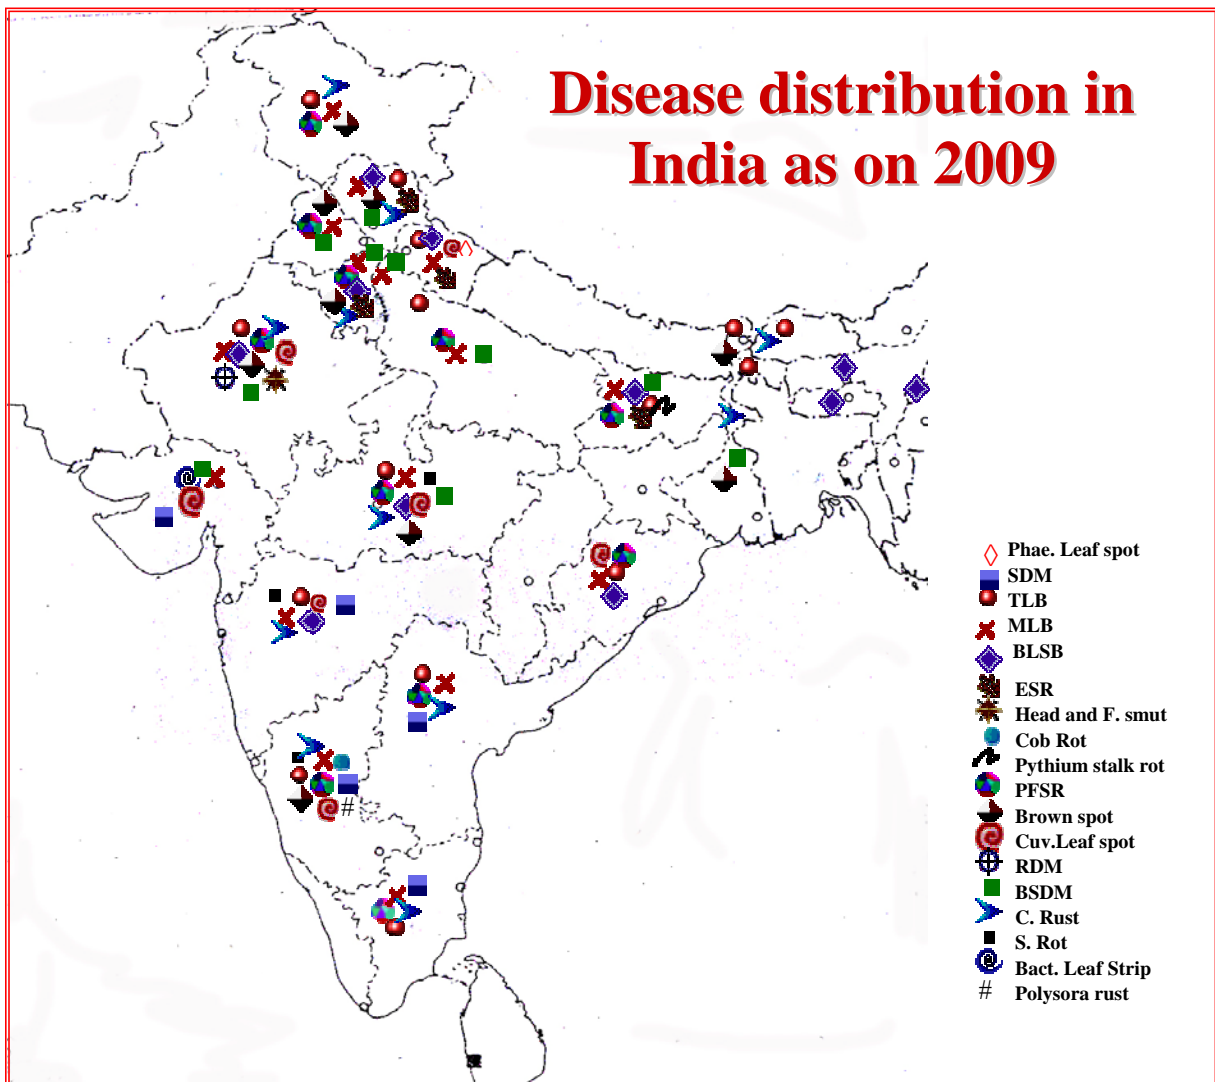 Disease distribution in
India as on 2009
Phae. Leaf spot
SDM
TLB
MLB
BLSB
ESR
Head and F. smut
Cob Rot
Pythium stalk rot
PFSR
Brown spot
Cuv.Leaf spot
RDM
BSDM
C. Rust
S. Rot
Bact. Leaf Strip
# Polysora rust